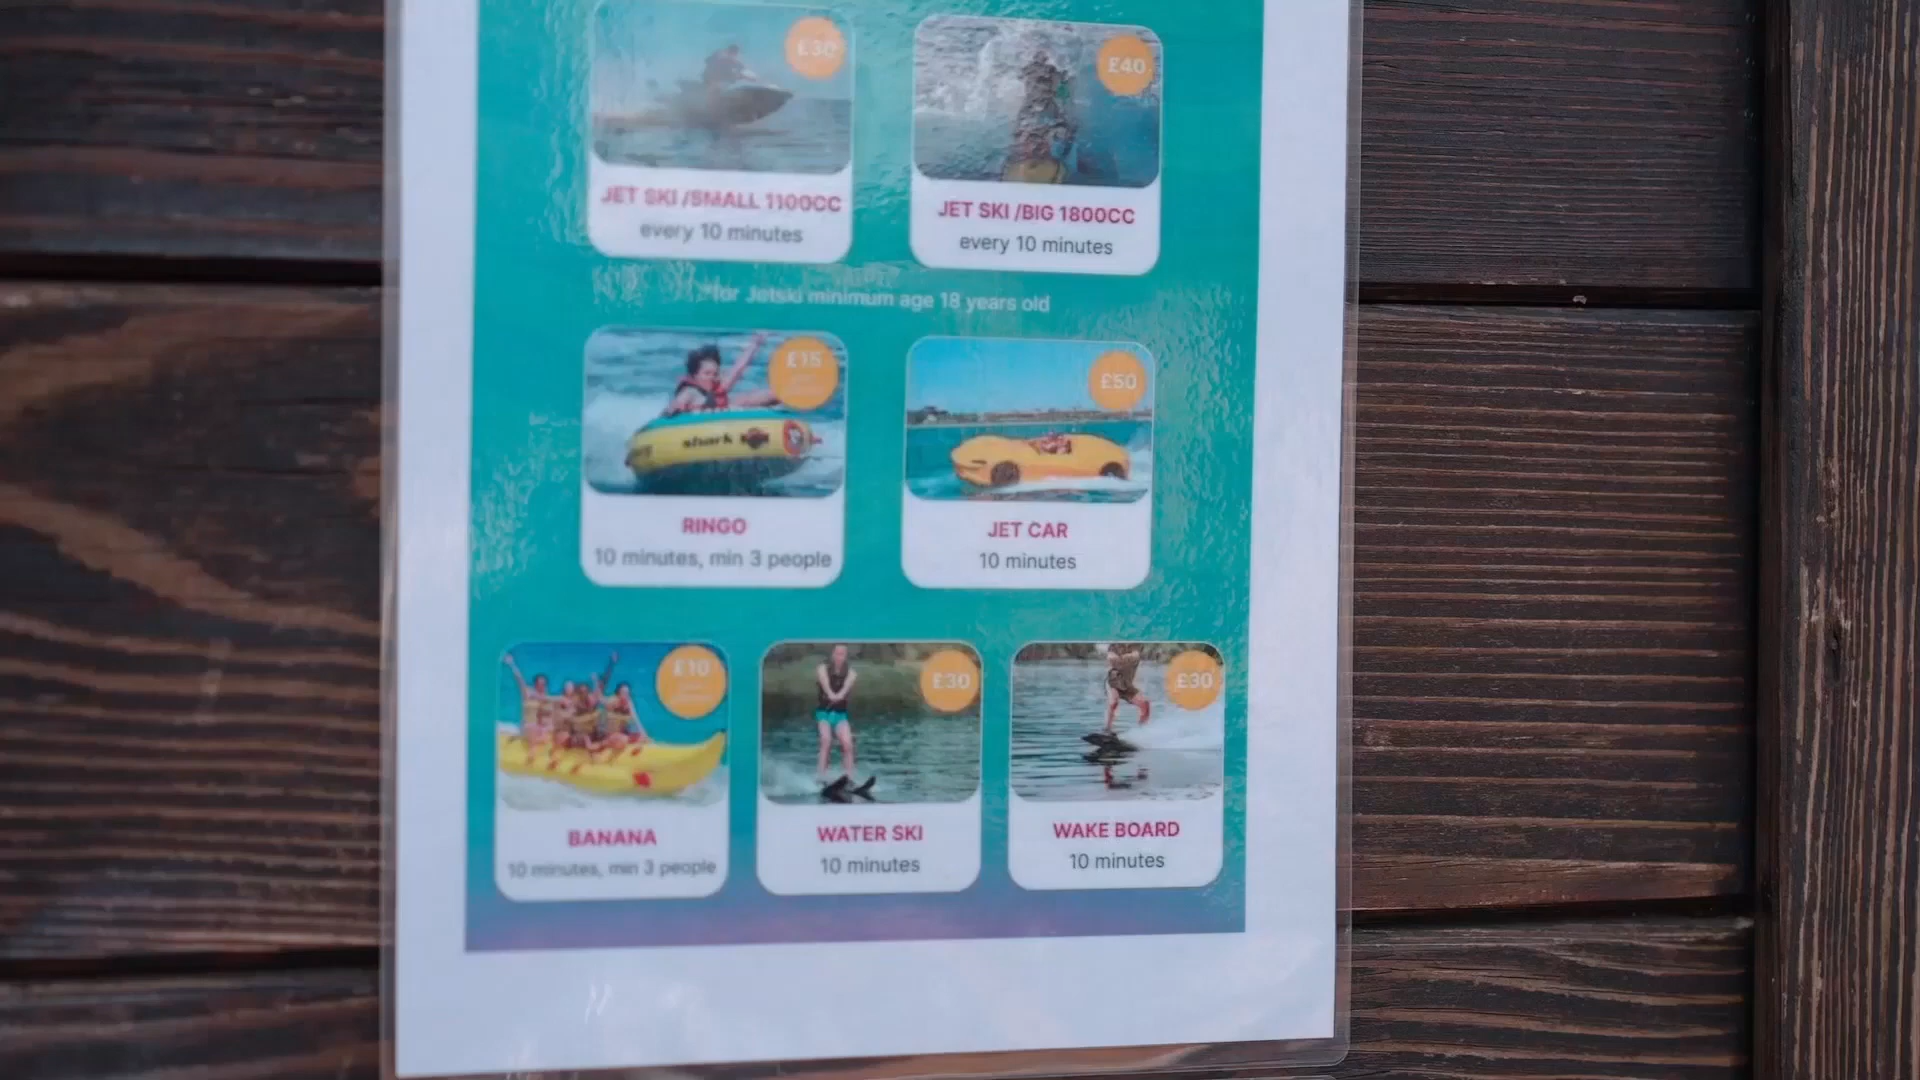 £30
£40
JET SKI /SMALL 1100CC
every 10 minutes
JET SKI /BIG 1800CC
every 10 minutes
*for Jetski minimum age 18 years old
£15
£50
shark
RINGO
10 minutes, min 3 people
JET CAR
10 minutes
£10
£30
£30
BANANA
10 minutes, min 3 people
WATER SKI
10 minutes
WAKE BOARD
10 minutes